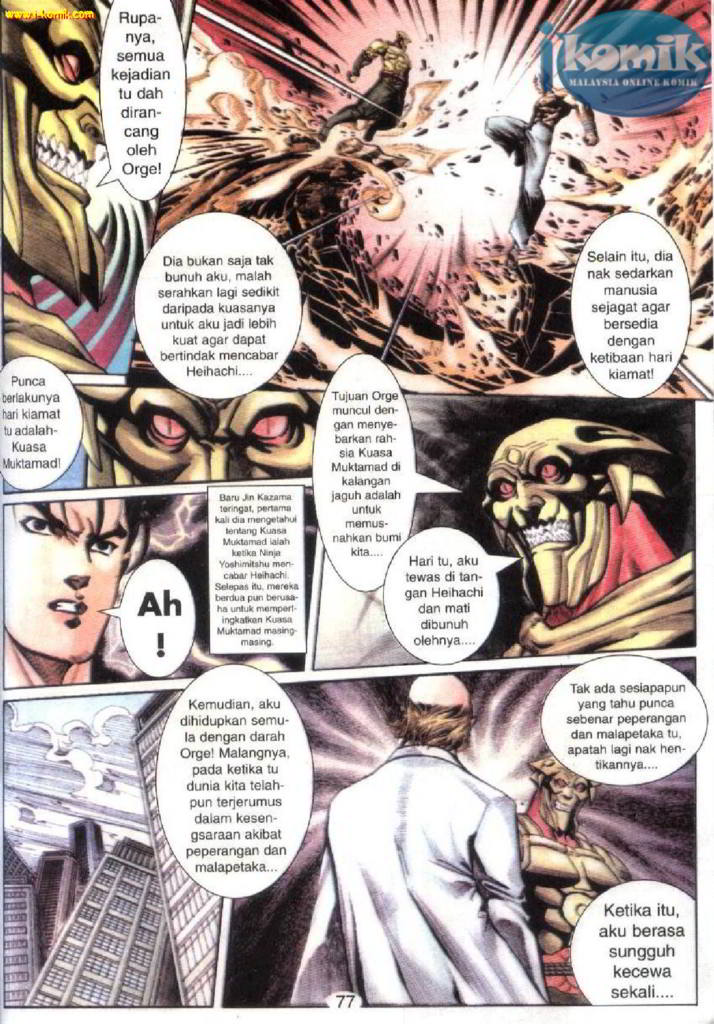 www.i-komik.com
ikomik
MALAYSIA ONLINE KOMIK
Rupa-
nya,
semua
kejadian
tu dah
diran-
cang
oleh
Orge!
Dia bukan saja tak
bunuh aku, malah
serahkan lagi sedikit
daripada kuasanya
untuk aku jadi lebih
kuat agar dapat
bertindak mencabar
Heihachi....
Selain itu, dia
nak sedarkan
manusia
sejagat agar
bersedia
dengan
ketibaan hari
kiamat!
Punca
berlakunya
hari kiamat
tu adalah-
Kuasa
Muktamad!
Tujuan Orge
muncul den-
gan menye-
barkan rah-
sia Kuasa
Muktamad di
kalangan
jaguh adalah
untuk
memus-
nahkan bumi
kita....
Hari tu, aku
tewas di tan-
gan Heihachi
dan mati
dibunuh
olehnya....
Baru Jin Kazama
teringat, pertama
kali dia mengetahui
tentang Kuasa
Muktamad ialah
ketika Ninja
Yoshimitshu men-
cabar Heihachi.
Selepas itu, mereka
berdua pun berusa-
ha untuk memperti-
ngkatkan Kuasa
Muktamad masing-
masing.
Ah
!
Kemudian, aku
dihidupkan semu-
la dengan darah
Orge! Malangnya,
pada ketika tu
dunia kita telah-
pun terjerumus
dalam kesen-
gsaraan akibat
peperangan dan
malapetaka...
Tak ada sesiapapun
yang tahu punca
sebenar peperangan
dan malapetaka tu,
apatah lagi nak hen-
tikannya....
Ketika itu,
aku berasa
sungguh
kecewa
sekali....
77